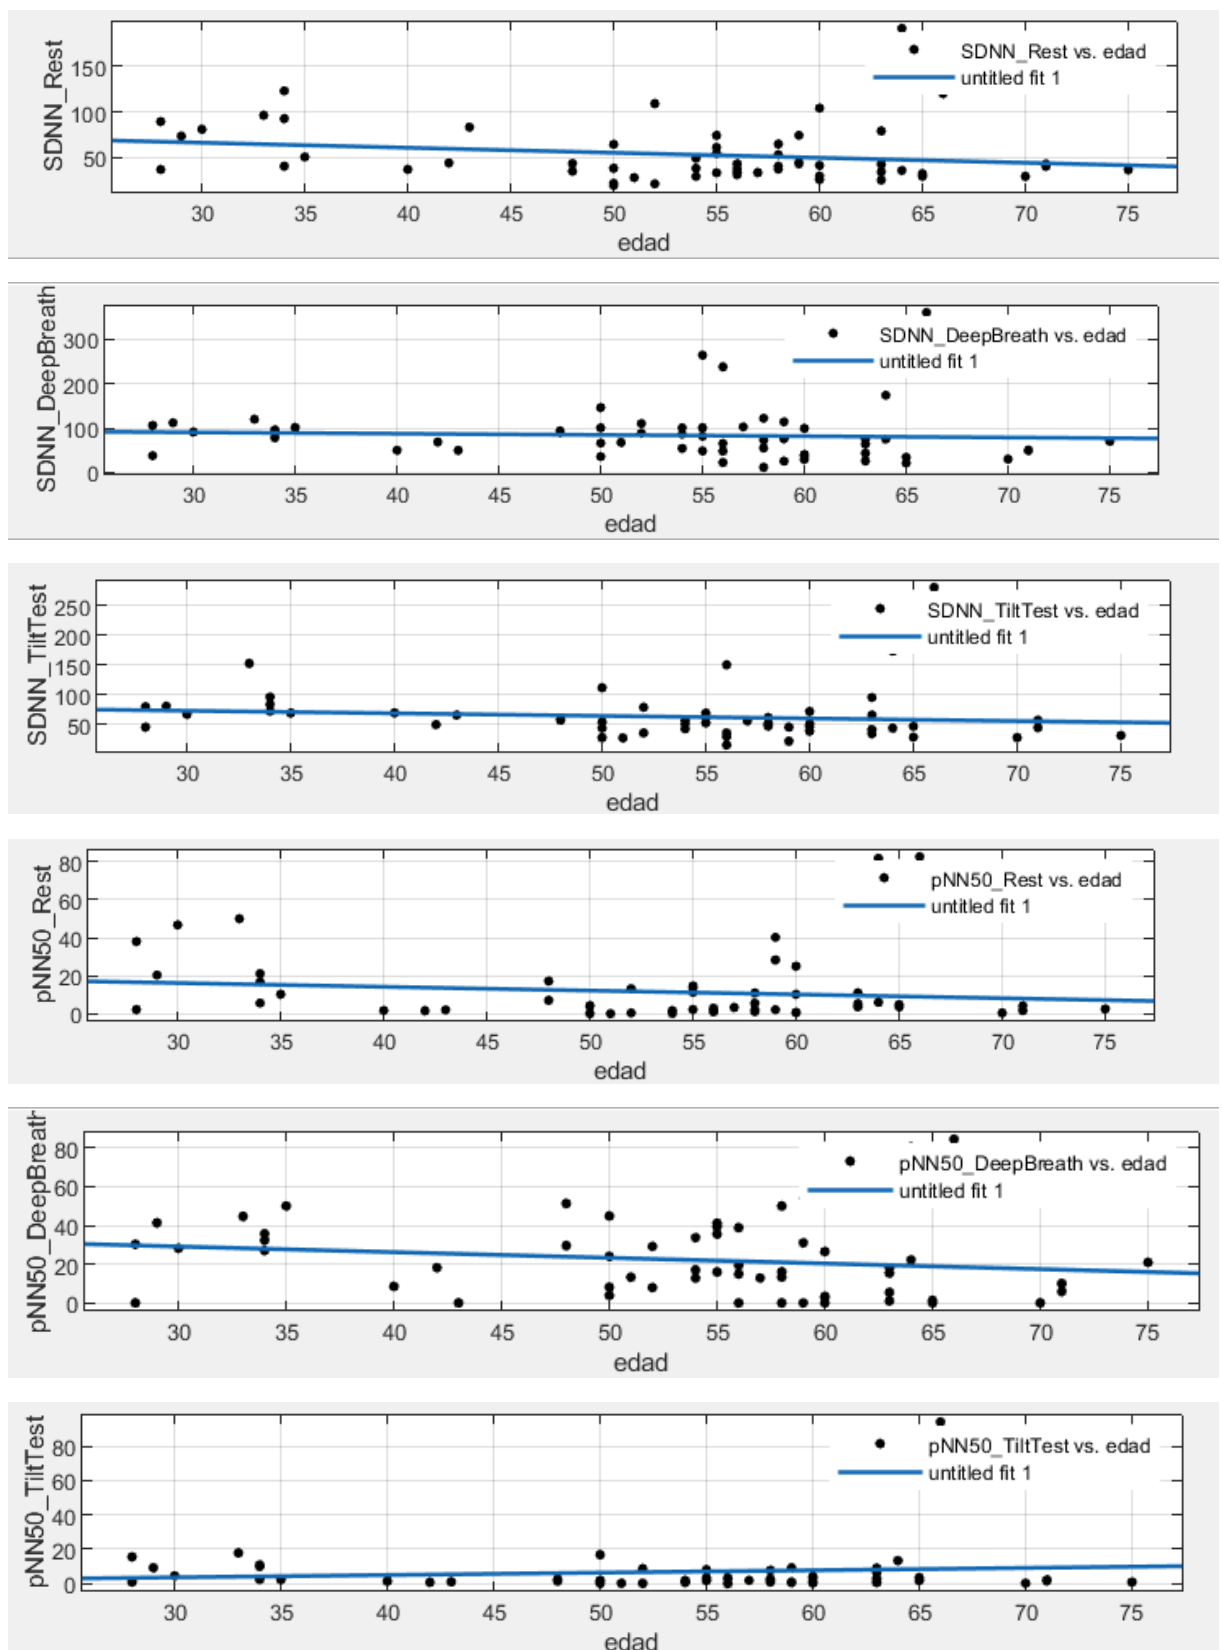 SDNN_Rest
150
100
50
SDNN_Rest vs. edad
untitled fit 1
30 35 40 45 50 55 60 65 70 75
edad
SDNN_DeepBreath
300
200
100
0
SDNN_DeepBreath vs. edad
untitled fit 1
30 35 40 45 50 55 60 65 70 75
edad
SDNN_TiltTest
250
200
150
100
50
SDNN_TiltTest vs. edad
untitled fit 1
30 35 40 45 50 55 60 65 70 75
edad
pNN50_Rest
80
60
40
20
0
pNN50_Rest vs. edad
untitled fit 1
30 35 40 45 50 55 60 65 70 75
edad
pNN50_DeepBreath
80
60
40
20
0
pNN50_DeepBreath vs. edad
untitled fit 1
30 35 40 45 50 55 60 65 70 75
edad
pNN50_TiltTest
80
60
40
20
0
pNN50_TiltTest vs. edad
untitled fit 1
30 35 40 45 50 55 60 65 70 75
edad